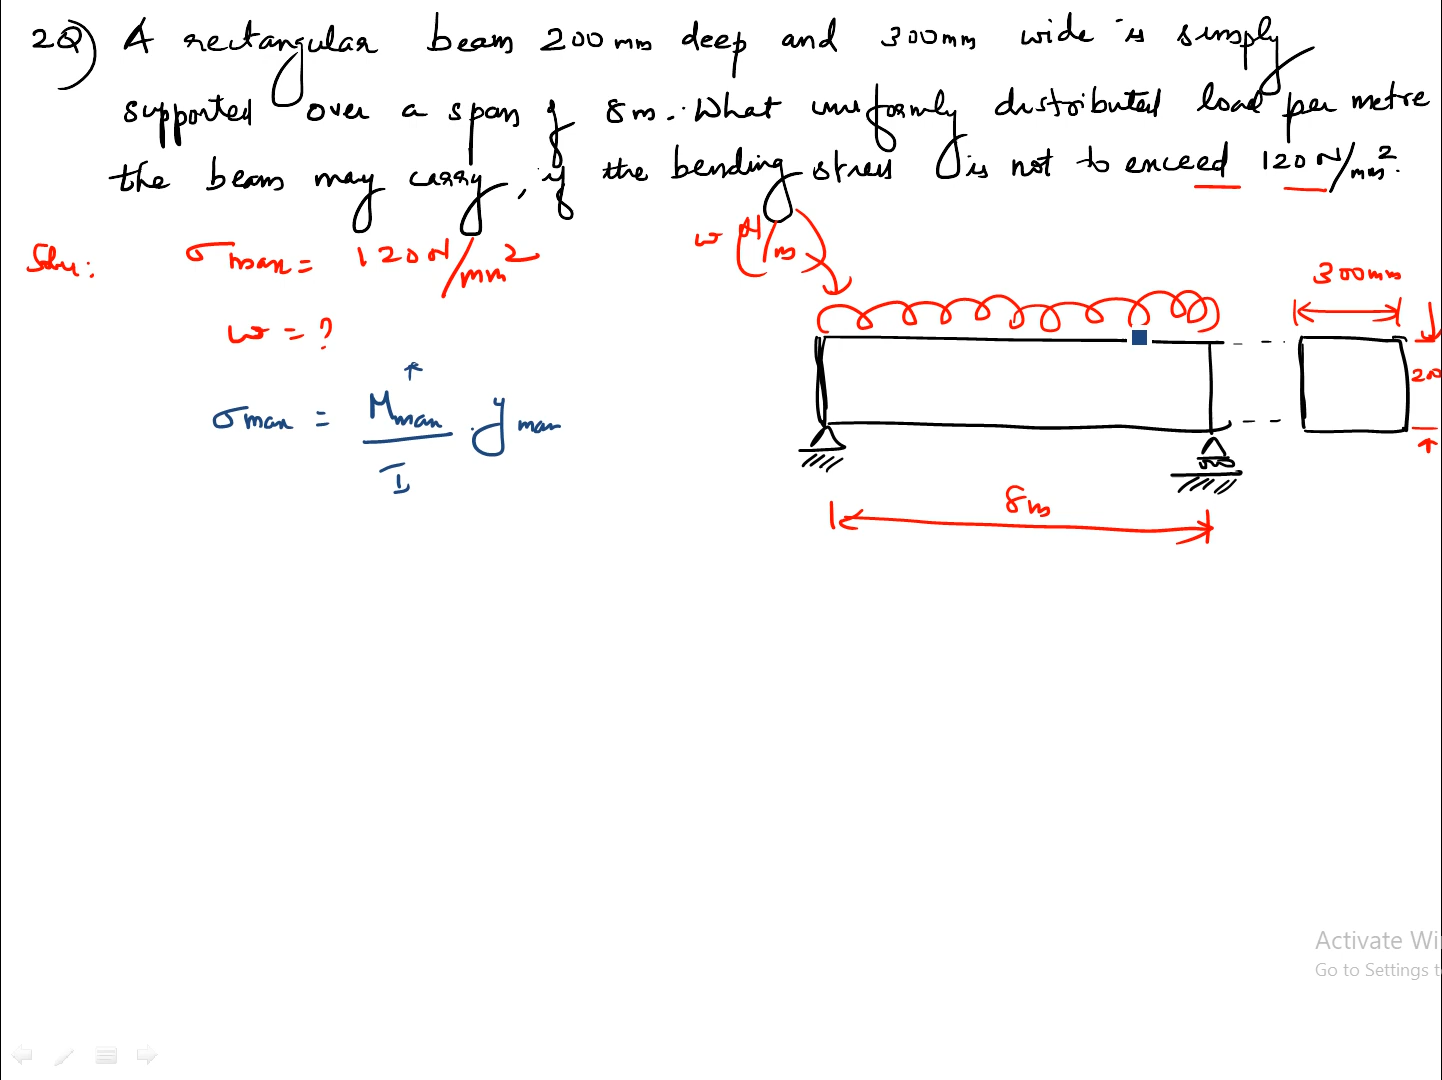 2Q) A rectangular beam 200mm deep and 300mm wide is simply
supported over a span of 8m. What uniformly distributed load per metre
the beam may carry, if the bending stress is not to exceed 120 N/mm².
Soln: σmax = 120 N/mm²
w (N/m)
300mm
w = ?
200
σmax = Mmax/I . ymax
8m
Activate Wi
Go to Settings t